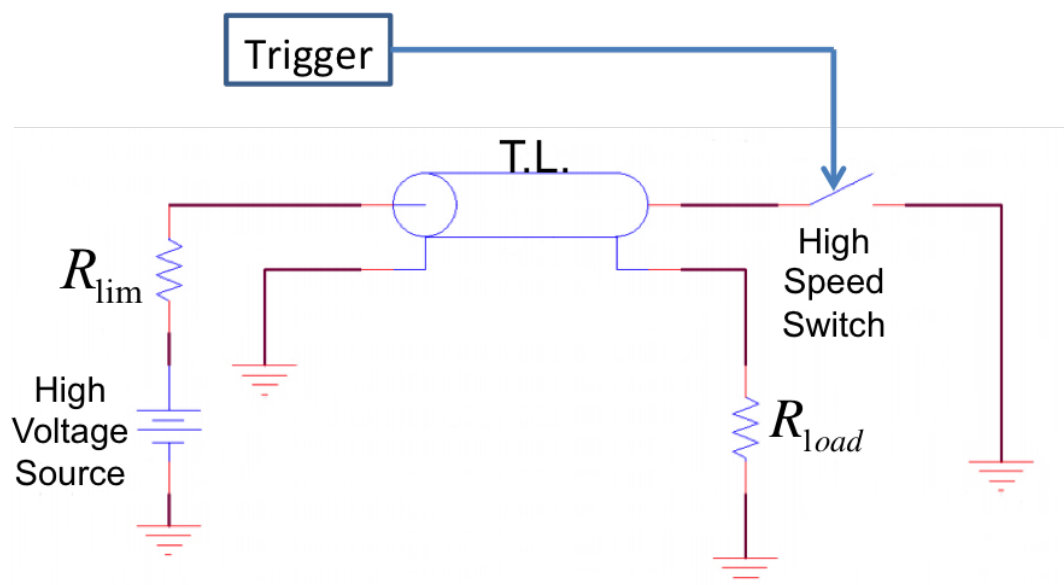 Trigger
T.L.
R_lim
High
Speed
Switch
High
Voltage
Source
R_load